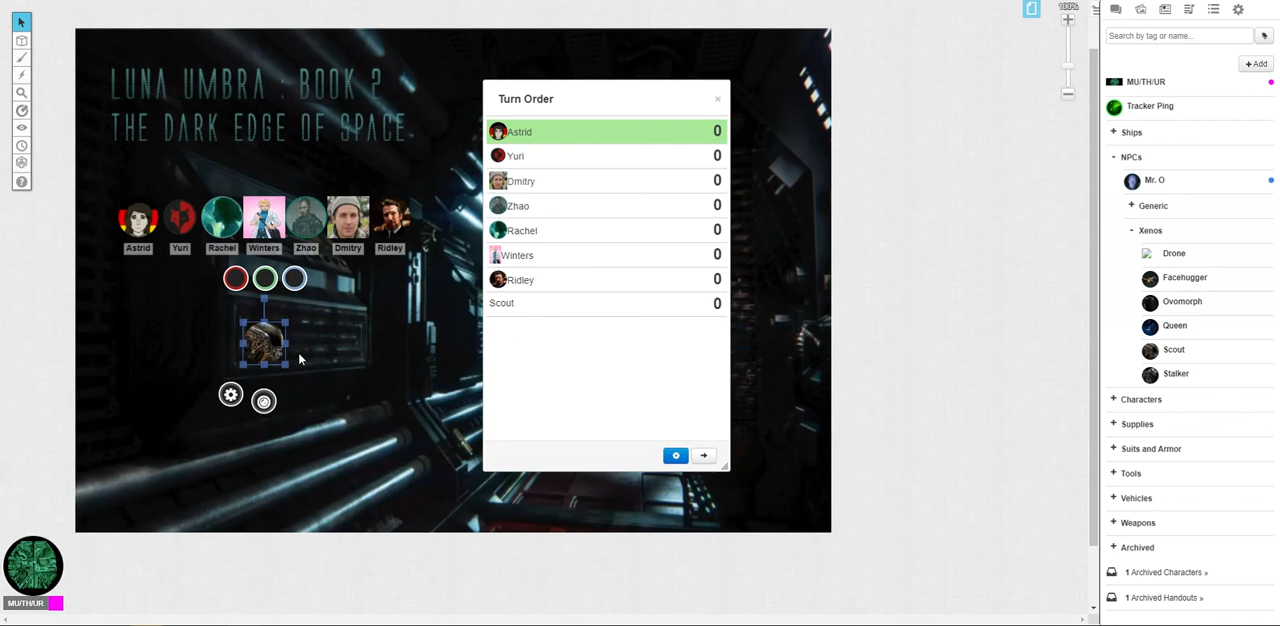 100%
Search by tag or name...
+ Add
LUNA UMBRA : BOOK 2
THE DARK EDGE OF SPACE
Astrid
Yuri
Rachel
Winters
Zhao
Dmitry
Ridley
Turn Order
×
Astrid 0
Yuri 0
Dmitry 0
Zhao 0
Rachel 0
Winters 0
Ridley 0
Scout 0
MU/TH/UR
Tracker Ping
+ Ships
- NPCs
Mr. O
+ Generic
- Xenos
Drone
Facehugger
Ovomorph
Queen
Scout
Stalker
+ Characters
+ Supplies
+ Suits and Armor
+ Tools
+ Vehicles
+ Weapons
+ Archived
1 Archived Characters »
1 Archived Handouts »
MU/TH/UR